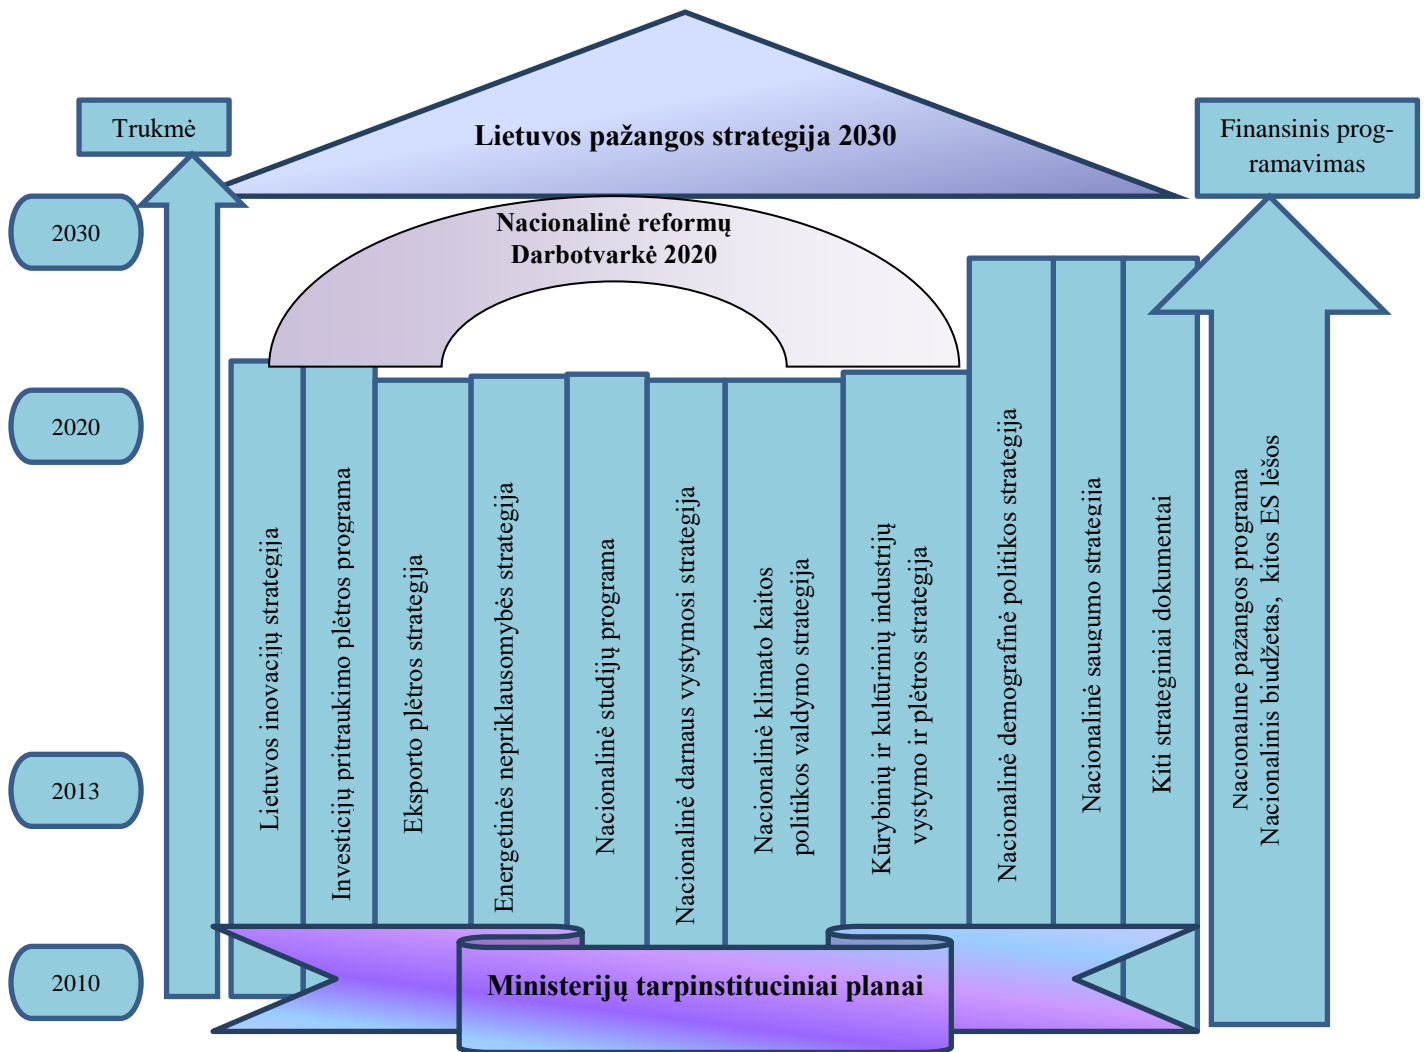 Lietuvos pažangos strategija 2030
Trukmė
Finansinis prog-
ramavimas
2030
2020
2013
2010
Nacionalinė reformų
Darbotvarkė 2020
Lietuvos inovacijų strategija
Investicijų pritraukimo plėtros programa
Eksporto plėtros strategija
Energetinės nepriklausomybės strategija
Nacionalinė studijų programa
Nacionalinė darnaus vystymosi strategija
Nacionalinė klimato kaitos
politikos valdymo strategija
Kūrybinių ir kultūrinių industrijų
vystymo ir plėtros strategija
Nacionalinė demografinė politikos strategija
Nacionalinė saugumo strategija
Kiti strateginiai dokumentai
Nacionalinė pažangos programa
Nacionalinis biudžetas, kitos ES lėšos
Ministerijų tarpinstituciniai planai